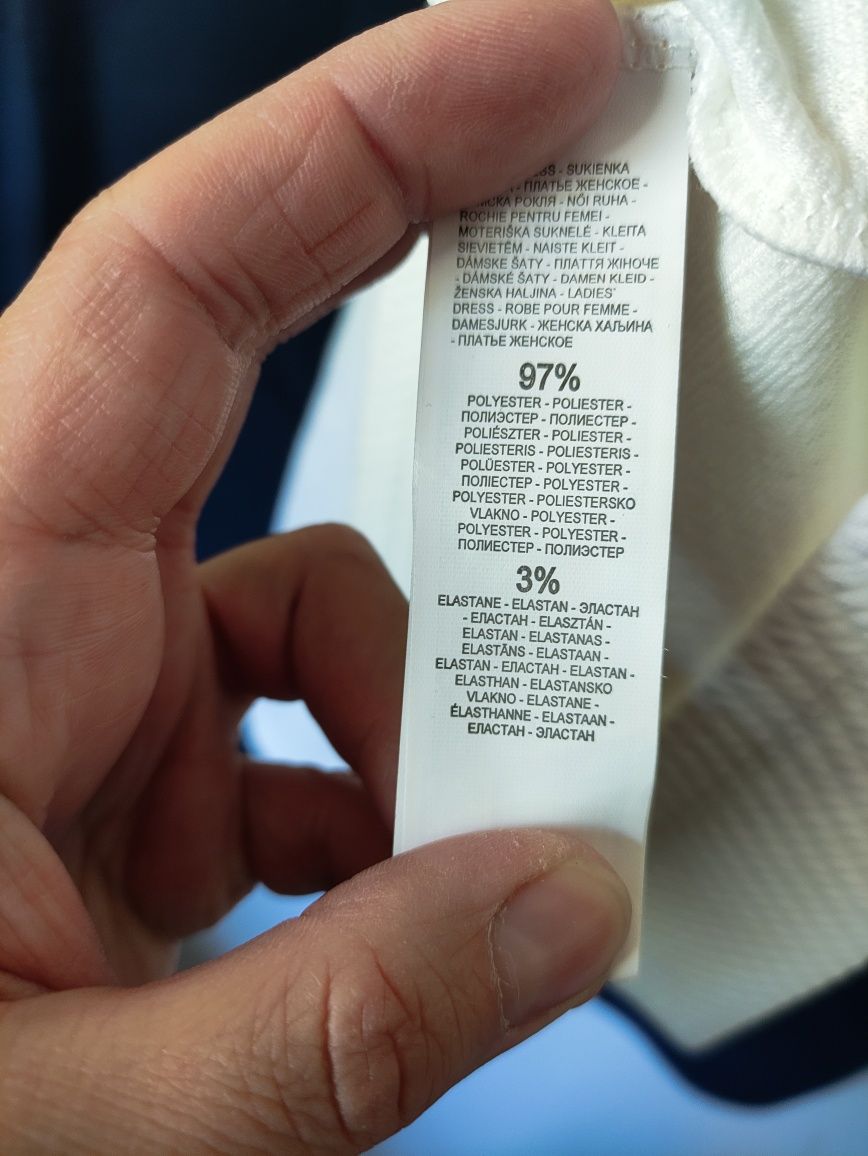 - SUKIENKA
- ПЛАТЬЕ ЖЕНСКОЕ -
РОКЛЯ - NŐI RUHA -
ROCHIE PENTRU FEMEI -
MOTERIŠKA SUKNELĖ - KLEITA
SIEVIETĒM - NAISTE KLEIT -
DÁMSKE ŠATY - ПЛАТТЯ ЖІНОЧЕ
- DÁMSKÉ ŠATY - DAMEN KLEID -
ŽENSKA HALJINA - LADIES'
DRESS - ROBE POUR FEMME -
DAMESJURK - ЖЕНСКА ХАЉИНА
- ПЛАТЬЕ ЖЕНСКОЕ
97%
POLYESTER - POLIESTER -
ПОЛИЭСТЕР - ПОЛИЕСТЕР -
POLIÉSZTER - POLIESTER -
POLIESTERIS - POLIESTERIS -
POLÜESTER - POLYESTER -
ПОЛІЕСТЕР - POLYESTER -
POLYESTER - POLIESTERSKO
VLAKNO - POLYESTER -
POLYESTER - POLYESTER -
ПОЛИЕСТЕР - ПОЛИЭСТЕР
3%
ELASTANE - ELASTAN - ЭЛАСТАН
- ЕЛАСТАН - ELASZTÁN -
ELASTAN - ELASTANAS -
ELASTĀNS - ELASTAAN -
ELASTAN - ЕЛАСТАН - ELASTAN -
ELASTHAN - ELASTANSKO
VLAKNO - ELASTANE -
ÉLASTHANNE - ELASTAAN -
ЕЛАСТАН - ЭЛАСТАН